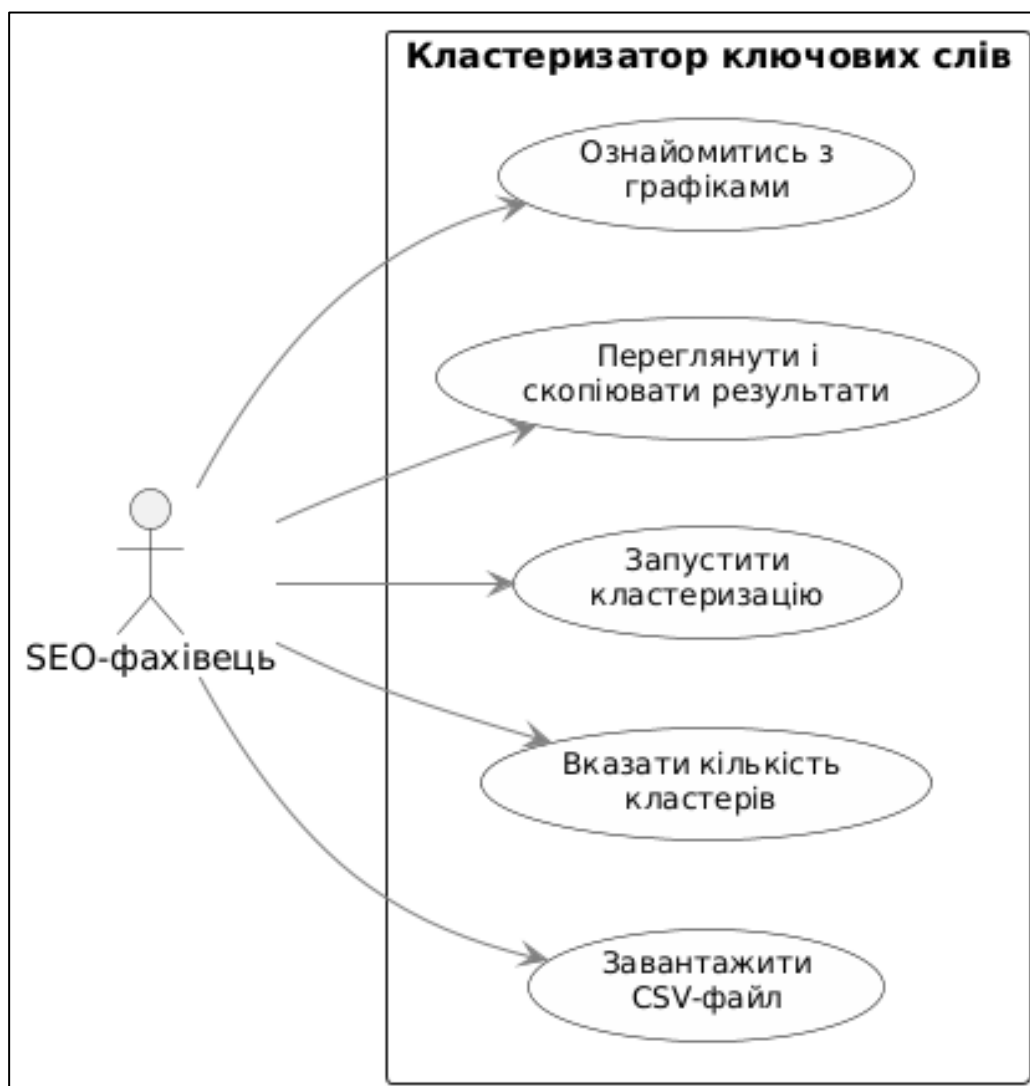 Кластеризатор ключових слів
Ознайомитись з
графіками
Переглянути і
скопіювати результати
Запустити
кластеризацію
SEO-фахівець
Вказати кількість
кластерів
Завантажити
CSV-файл